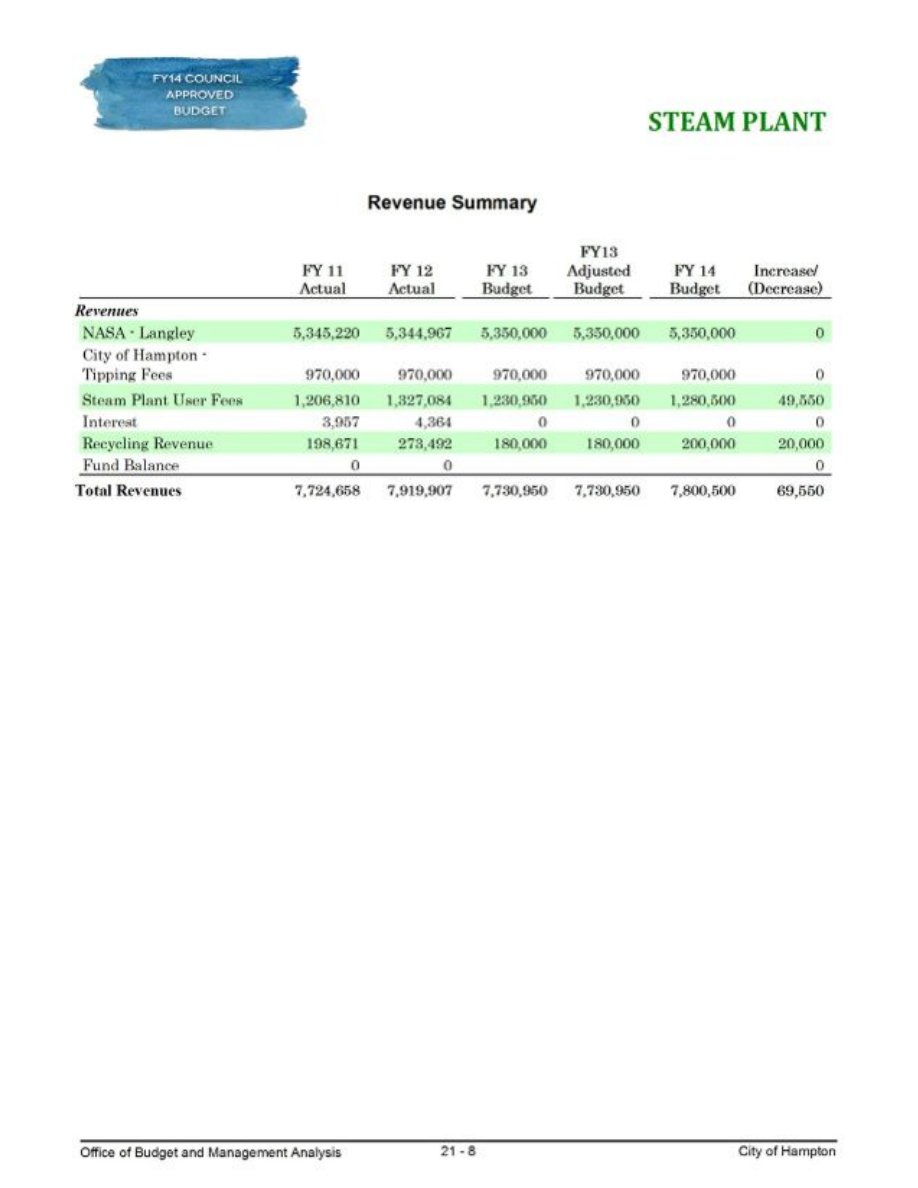 FY14 COUNCIL
APPROVED
BUDGET
STEAM PLANT
Revenue Summary
FY13
FY 11 FY 12 FY 13 Adjusted FY 14 Increase/
Actual Actual Budget Budget Budget (Decrease)
Revenues
NASA - Langley 5,345,220 5,344,967 5,350,000 5,350,000 5,350,000 0
City of Hampton -
Tipping Fees 970,000 970,000 970,000 970,000 970,000 0
Steam Plant User Fees 1,206,810 1,327,084 1,230,950 1,230,950 1,280,500 49,550
Interest 3,957 4,364 0 0 0 0
Recycling Revenue 198,671 273,492 180,000 180,000 200,000 20,000
Fund Balance 0 0 0
Total Revenues 7,724,658 7,919,907 7,730,950 7,730,950 7,800,500 69,550
Office of Budget and Management Analysis 21 - 8 City of Hampton